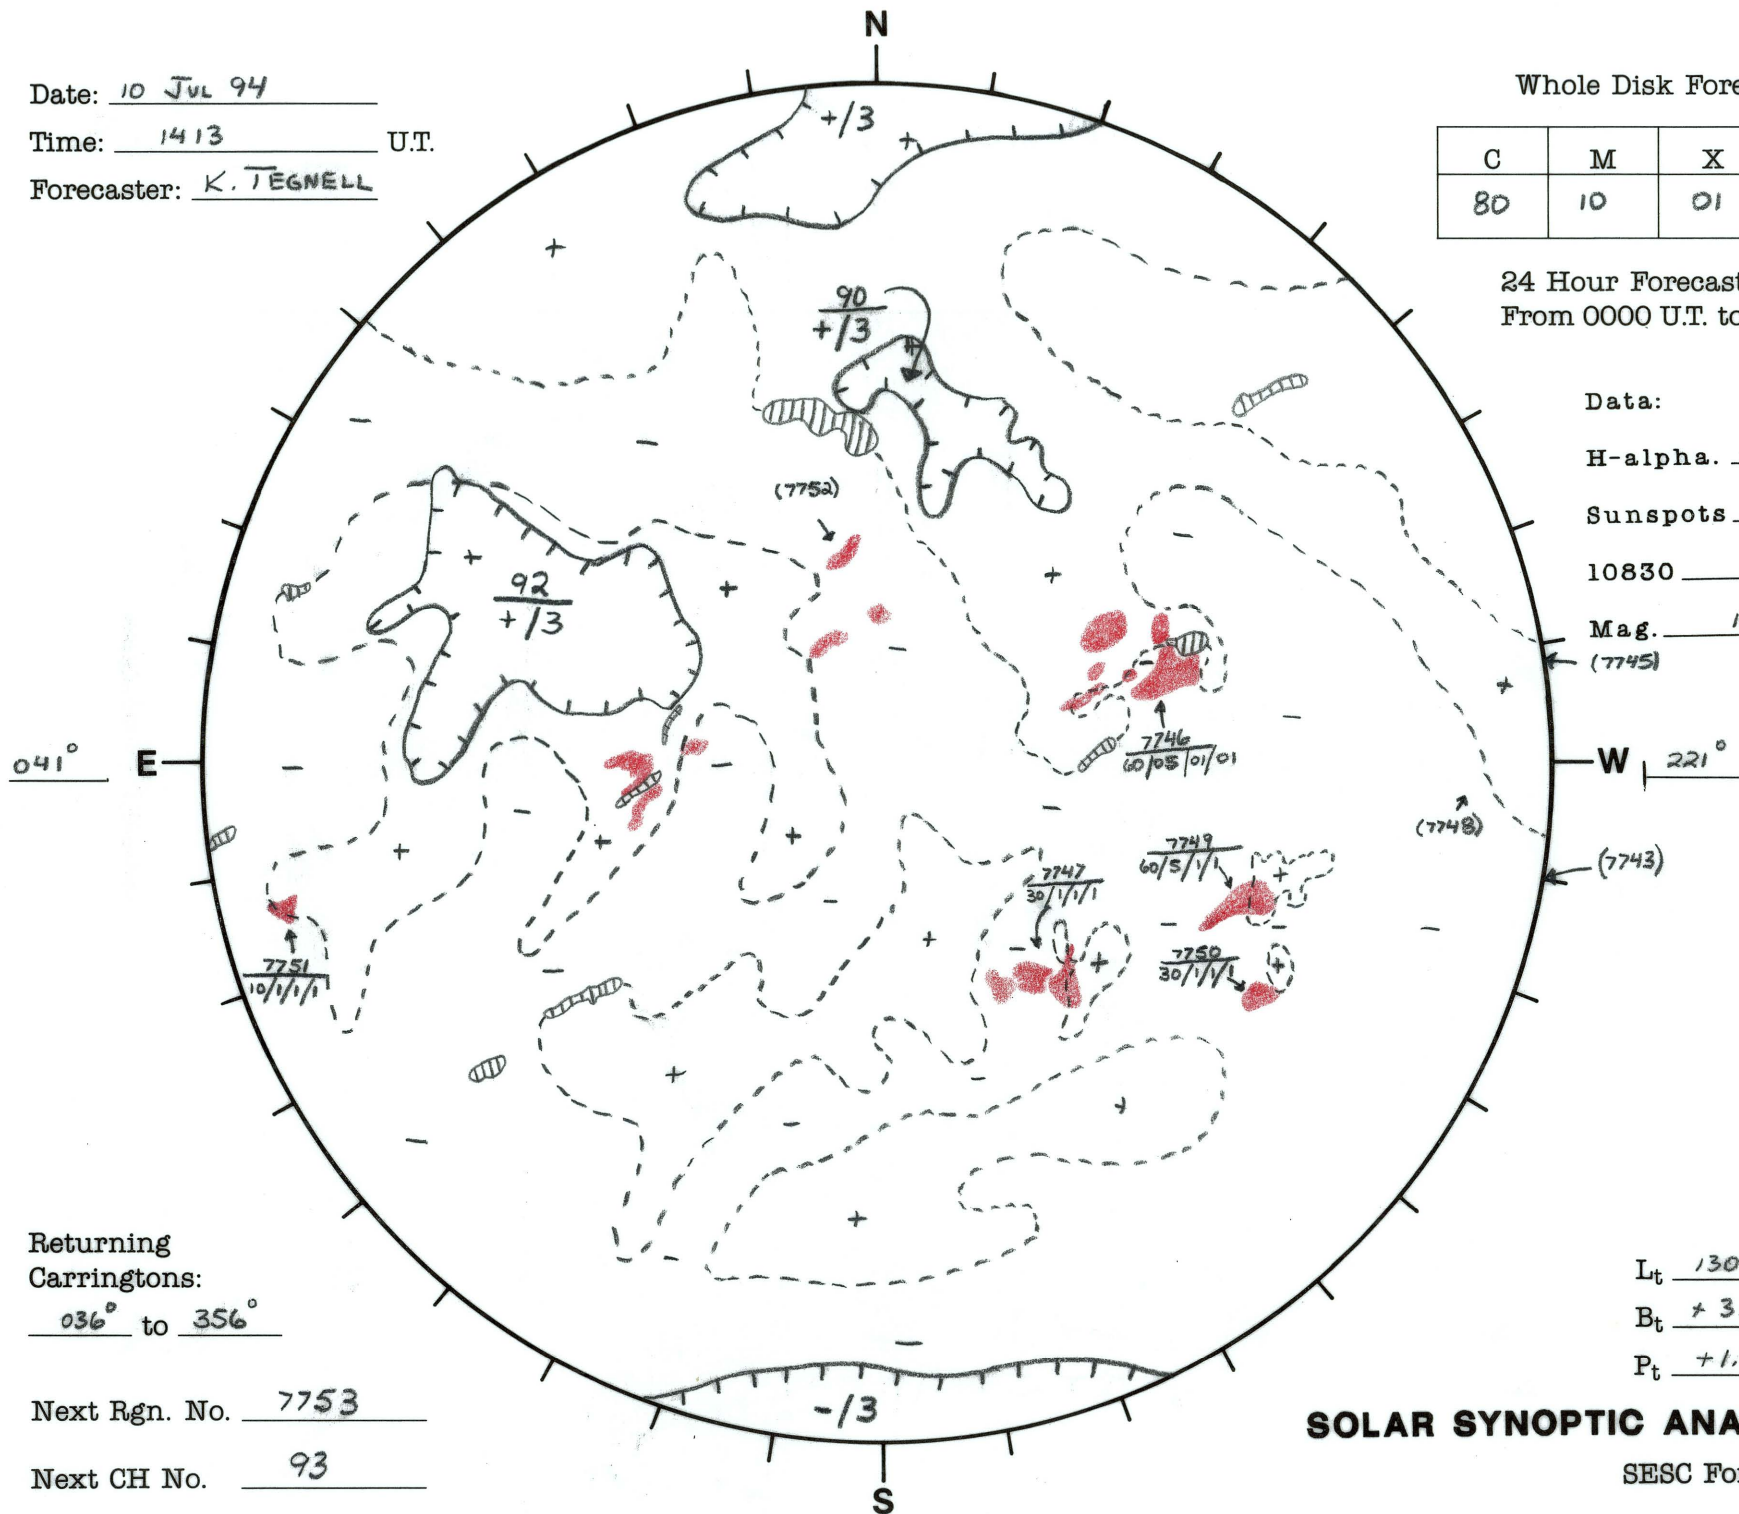 N
Date: 10 JUL 94
Time: 1413 U.T.
Forecaster: K. TEGNELL
Whole Disk Fore
C M X
80 10 01
24 Hour Forecast
From 0000 U.T. to
+/3
90
+/3
Data:
H-alpha.
Sunspots
10830
Mag.
(7752)
92
+/3
(7745)
041° E
7746
60/05/01/01
W 221°
(7748)
7749
60/5/1/1
(7743)
7747
30/1/1/1
7751
10/1/1/1
7750
30/1/1/1
Returning
Carringtons:
036° to 356°
Lt 130
Bt + 3
Pt +1.
Next Rgn. No. 7753
-/3
SOLAR SYNOPTIC ANA
Next CH No. 93
SESC For
S